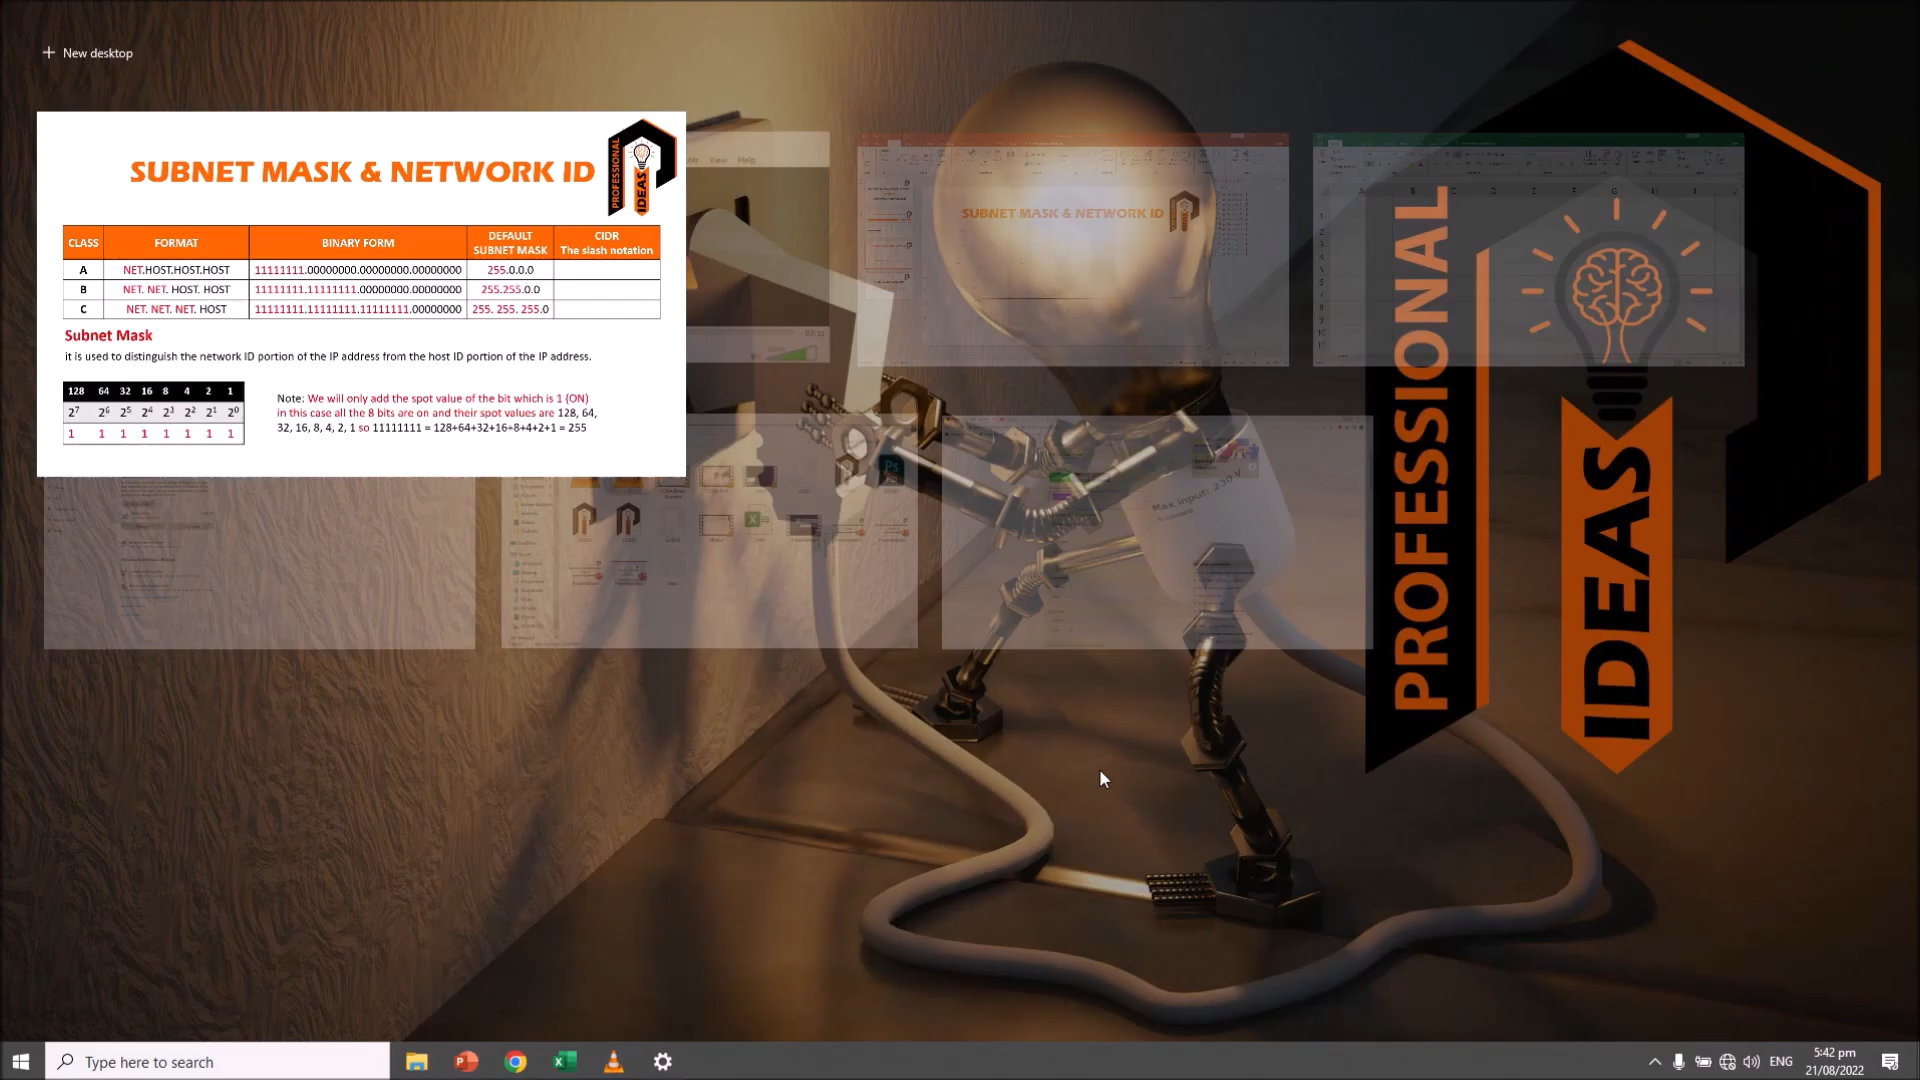 New desktop
SUBNET MASK & NETWORK ID
PROFESSIONAL
IDEAS
CLASS FORMAT BINARY FORM DEFAULT SUBNET MASK CIDR The slash notation
A NET.HOST.HOST.HOST 11111111.00000000.00000000.00000000 255.0.0.0
B NET. NET. HOST. HOST 11111111.11111111.00000000.00000000 255.255.0.0
C NET. NET. NET. HOST 11111111.11111111.11111111.00000000 255. 255. 255.0
Subnet Mask
it is used to distinguish the network ID portion of the IP address from the host ID portion of the IP address.
128 64 32 16 8 4 2 1
2⁷ 2⁶ 2⁵ 2⁴ 2³ 2² 2¹ 2⁰
1 1 1 1 1 1 1 1
Note: We will only add the spot value of the bit which is 1 (ON)
in this case all the 8 bits are on and their spot values are 128, 64,
32, 16, 8, 4, 2, 1 so 11111111 = 128+64+32+16+8+4+2+1 = 255
View Help
SUBNET MASK & NETWORK ID
07:11
Ps
Max input: 230 V
PROFESSIONAL
IDEAS
Type here to search
ENG
5:42 pm
21/08/2022